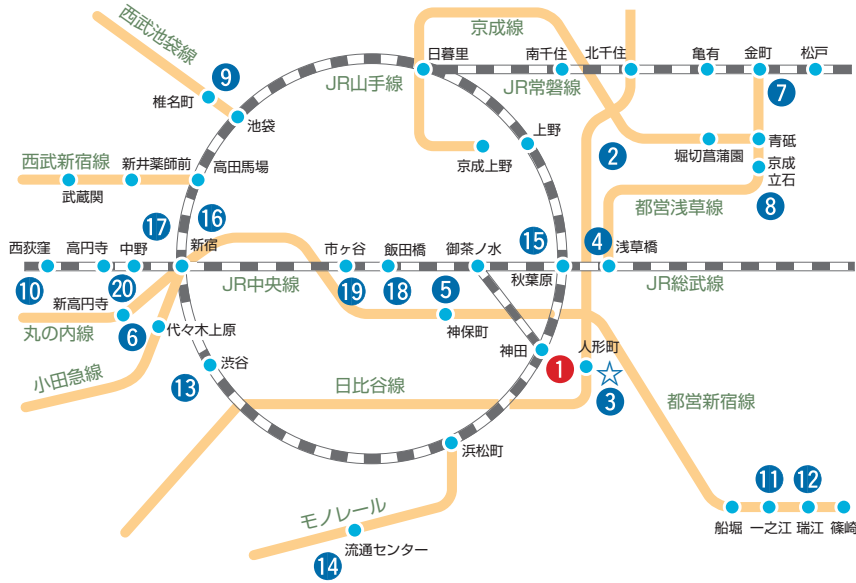 西武池袋線
京成線
日暮里
南千住
北千住
亀有
金町
松戸
9
JR山手線
JR常磐線
7
椎名町
池袋
上野
2
京成上野
堀切菖蒲園
青砥
西武新宿線
新井薬師前
高田馬場
京成
立石
武蔵関
8
都営浅草線
17
16
西荻窪
高円寺
中野
新宿
市ヶ谷
飯田橋
御茶ノ水
15
4
浅草橋
秋葉原
10
20
JR中央線
19
18
5
JR総武線
新高円寺
丸の内線
6
代々木上原
神保町
小田急線
渋谷
神田
人形町
1
13
日比谷線
3
都営新宿線
浜松町
モノレール
11
12
船堀
一之江
瑞江
篠崎
流通センター
14